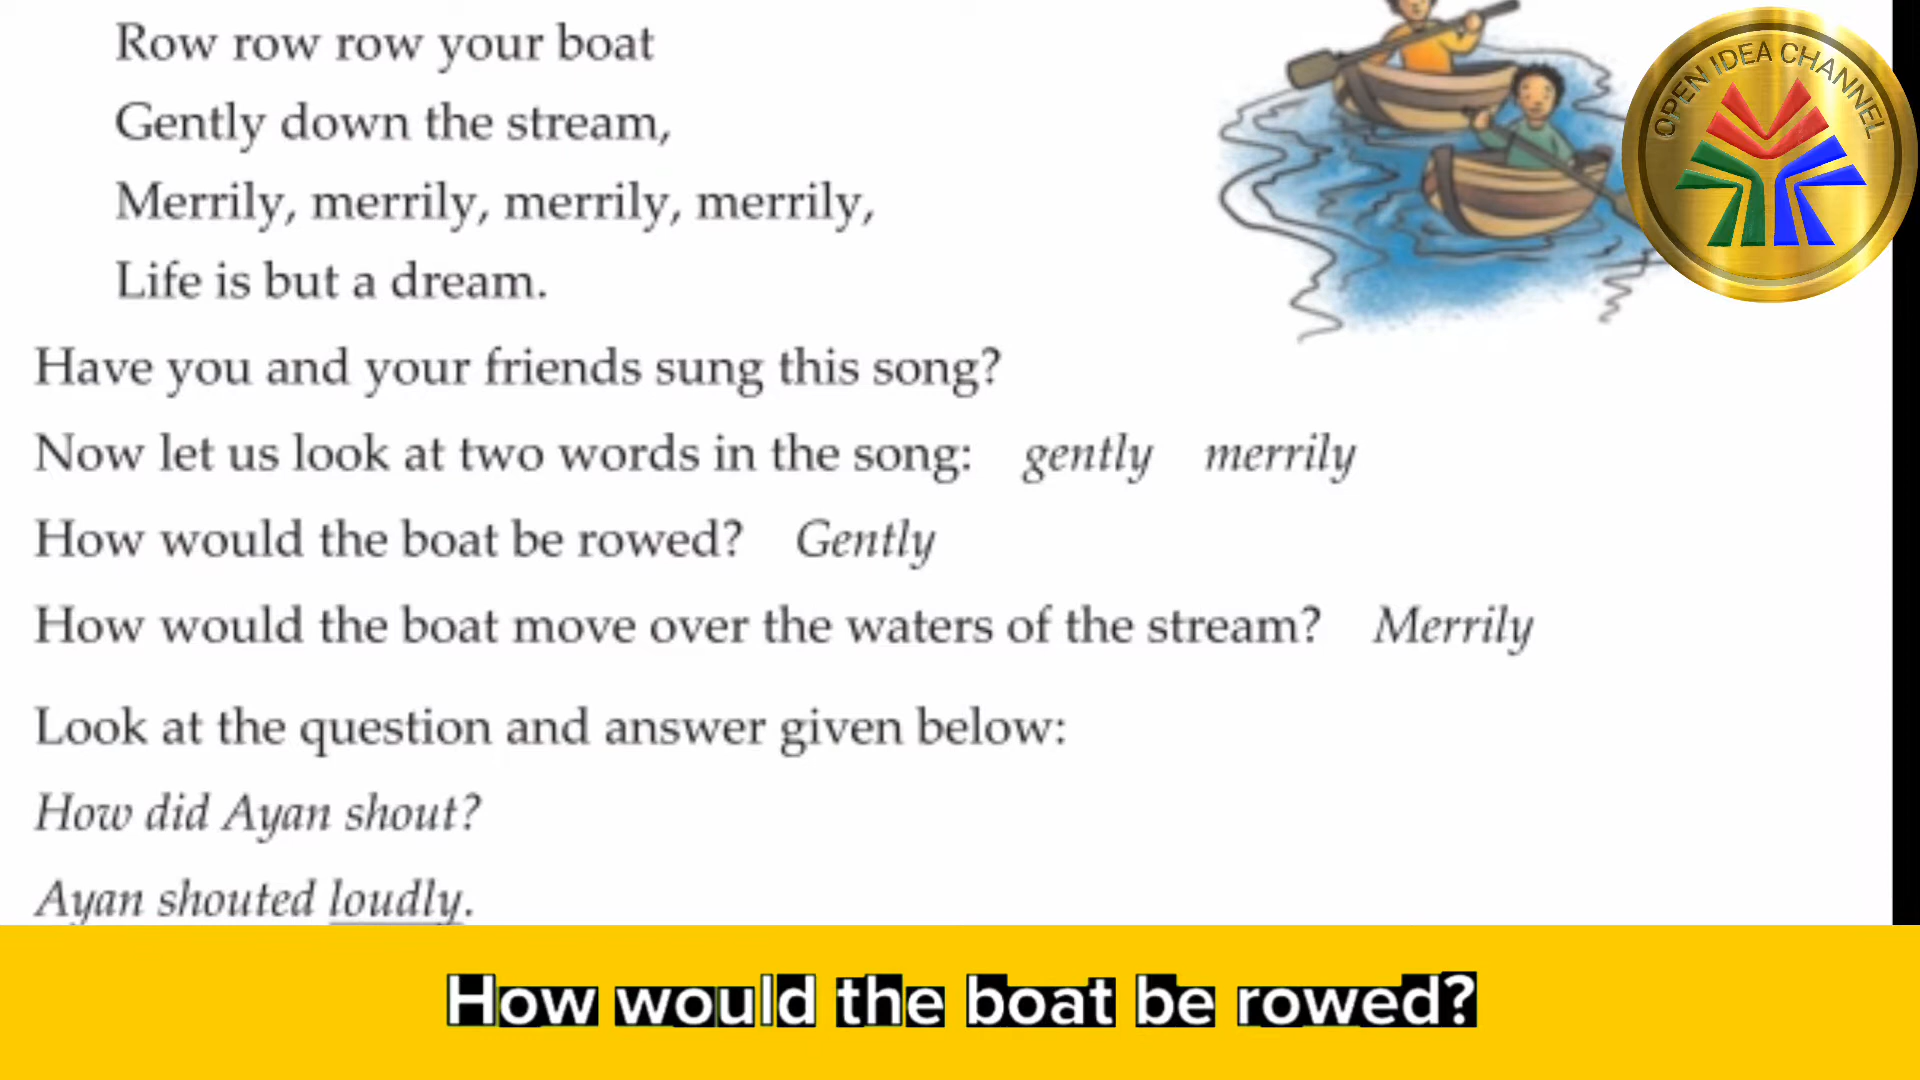 Row row row your boat
Gently down the stream,
Merrily, merrily, merrily, merrily,
Life is but a dream.
OPEN IDEA CHANNEL
Have you and your friends sung this song?
Now let us look at two words in the song: gently merrily
How would the boat be rowed? Gently
How would the boat move over the waters of the stream? Merrily
Look at the question and answer given below:
How did Ayan shout?
Ayan shouted loudly.
How would the boat be rowed?